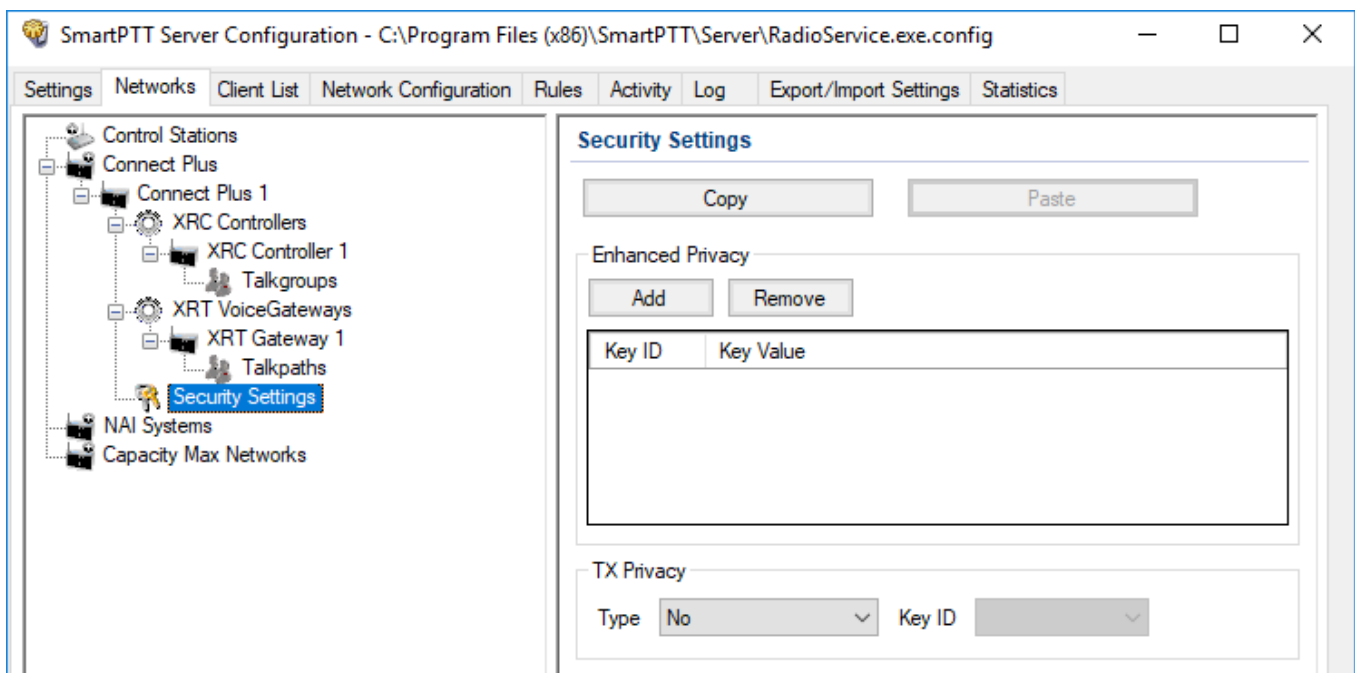 SmartPTT Server Configuration - C:\Program Files (x86)\SmartPTT\Server\RadioService.exe.config
Settings Networks Client List Network Configuration Rules Activity Log Export/Import Settings Statistics
Control Stations
Connect Plus
Connect Plus 1
XRC Controllers
XRC Controller 1
Talkgroups
XRT VoiceGateways
XRT Gateway 1
Talkpaths
Security Settings
NAI Systems
Capacity Max Networks
Security Settings
Copy Paste
Enhanced Privacy
Add Remove
Key ID Key Value
TX Privacy
Type No Key ID